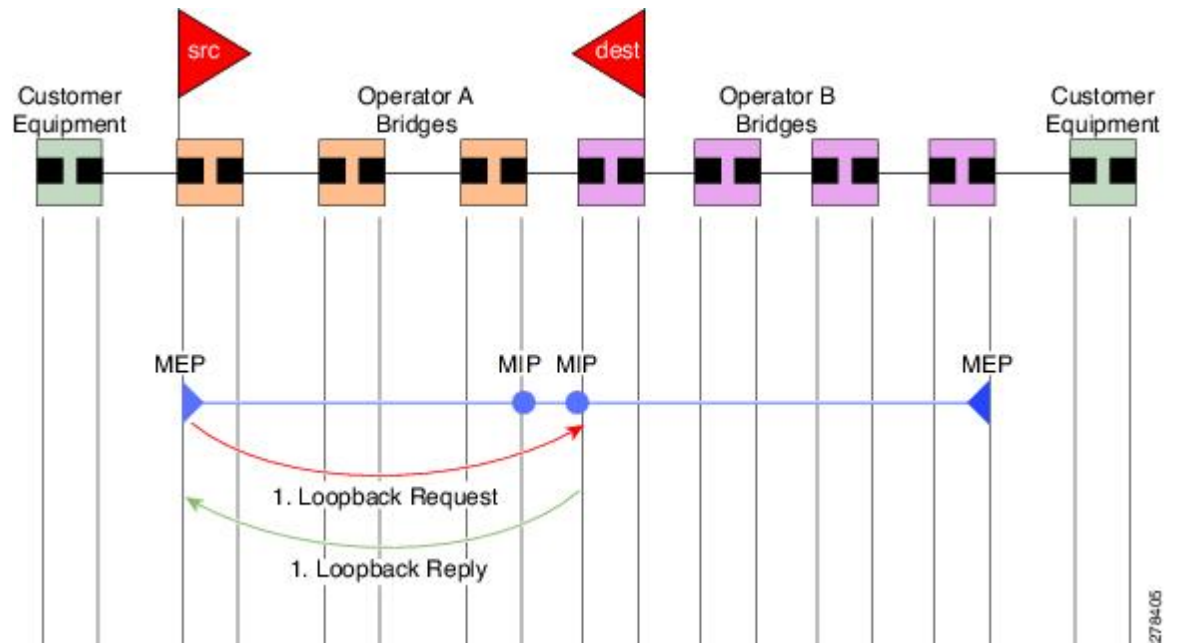 src
dest
Customer
Equipment
Operator A
Bridges
Operator B
Bridges
Customer
Equipment
MEP
MIP
MIP
MEP
1. Loopback Request
1. Loopback Reply
278405